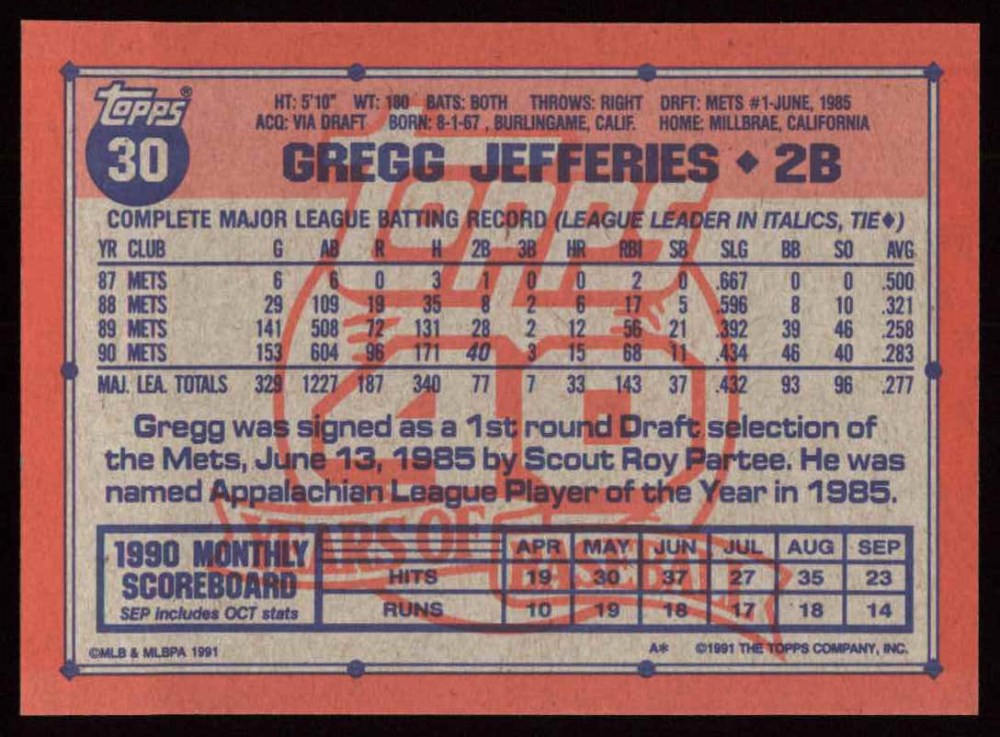 TOPPS®
30
HT: 5'10" WT: 180 BATS: BOTH THROWS: RIGHT DRFT: METS #1-JUNE, 1985
ACQ: VIA DRAFT BORN: 8-1-67, BURLINGAME, CALIF. HOME: MILLBRAE, CALIFORNIA
GREGG JEFFERIES ◆ 2B
TOPPS
40
YEARS OF BASEBALL
COMPLETE MAJOR LEAGUE BATTING RECORD (LEAGUE LEADER IN ITALICS, TIE◆)
YR CLUB G AB R H 2B 3B HR RBI SB SLG BB SO AVG
87 METS 6 6 0 3 1 0 0 2 0 .667 0 0 .500
88 METS 29 109 19 35 8 2 6 17 5 .596 8 10 .321
89 METS 141 508 72 131 28 2 12 56 21 .392 39 46 .258
90 METS 153 604 96 171 40 3 15 68 11 .434 46 40 .283
MAJ. LEA. TOTALS 329 1227 187 340 77 7 33 143 37 .432 93 96 .277
Gregg was signed as a 1st round Draft selection of
the Mets, June 13, 1985 by Scout Roy Partee. He was
named Appalachian League Player of the Year in 1985.
1990 MONTHLY
SCOREBOARD
SEP includes OCT stats
APR MAY JUN JUL AUG SEP
HITS 19 30 37 27 35 23
RUNS 10 19 18 17 18 14
©MLB & MLBPA 1991 A* ©1991 THE TOPPS COMPANY, INC.